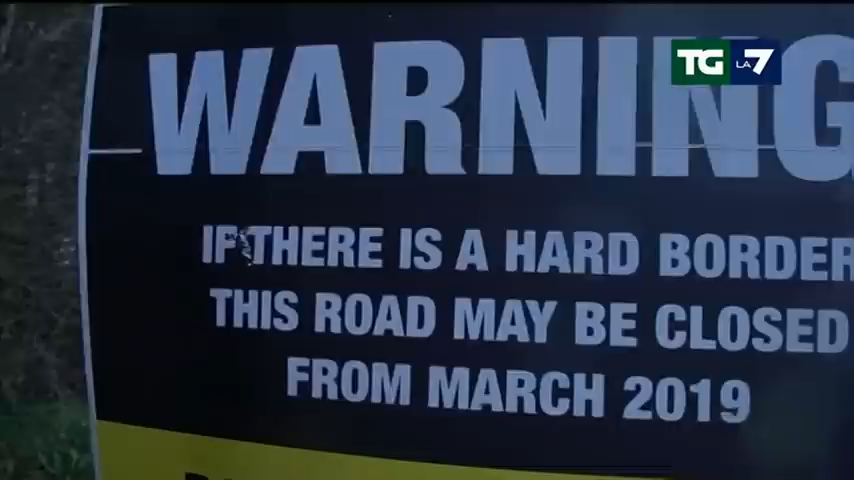 TG LA7
WARNING
IF THERE IS A HARD BORDER
THIS ROAD MAY BE CLOSED
FROM MARCH 2019